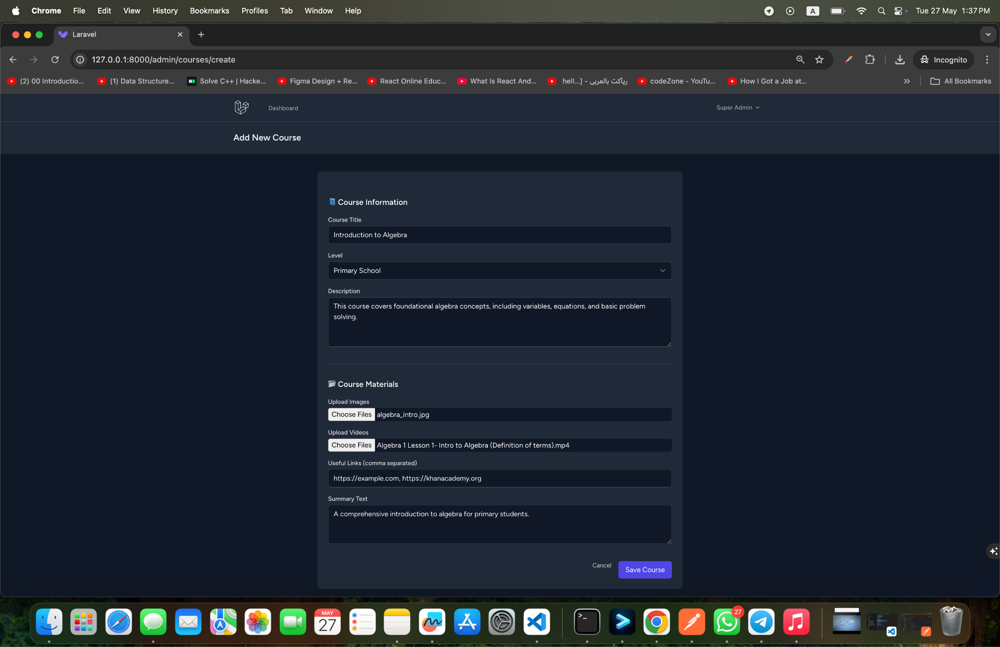 Chrome File Edit View History Bookmarks Profiles Tab Window Help A Tue 27 May 1:37 PM
Laravel
127.0.0.1:8000/admin/courses/create Incognito
(2) 00 Introductio... (1) Data Structure... Solve C++ | Hacke... Figma Design + Re... React Online Educ... What Is React And... hell...] - رياكت بالعربى codeZone - YouTu... How I Got a Job at... All Bookmarks
Dashboard Super Admin
Add New Course
Course Information
Course Title
Introduction to Algebra
Level
Primary School
Description
This course covers foundational algebra concepts, including variables, equations, and basic problem
solving.
Course Materials
Upload Images
Choose Files algebra_intro.jpg
Upload Videos
Choose Files Algebra 1 Lesson 1- Intro to Algebra (Definition of terms).mp4
Useful Links (comma separated)
https://example.com, https://khanacademy.org
Summary Text
A comprehensive introduction to algebra for primary students.
Cancel Save Course
MAY
27
27